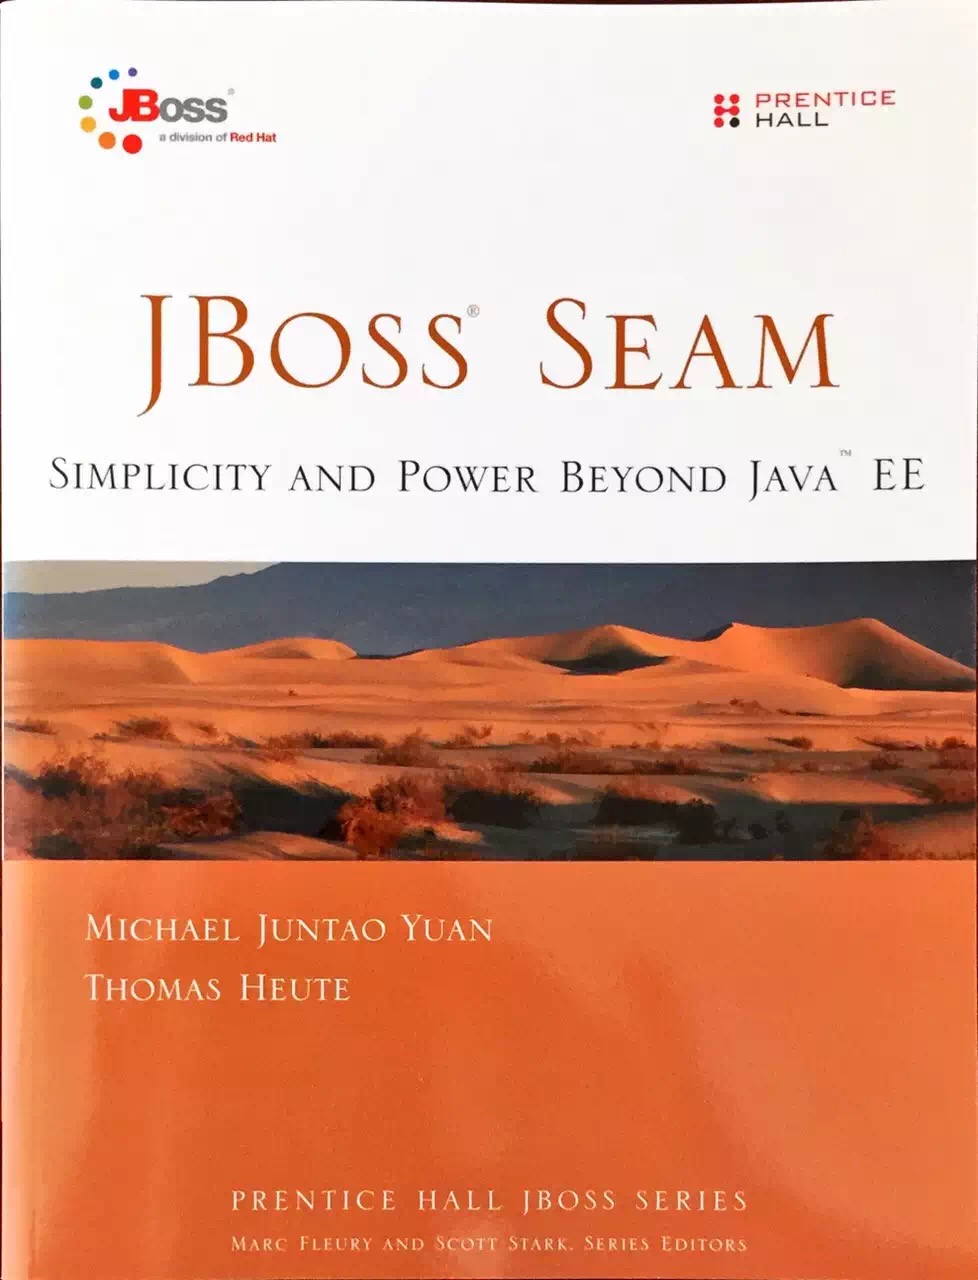 JBoss®
a division of Red Hat
PRENTICE
HALL
JBOSS® SEAM
SIMPLICITY AND POWER BEYOND JAVA™ EE
MICHAEL JUNTAO YUAN
THOMAS HEUTE
PRENTICE HALL JBOSS SERIES
MARC FLEURY AND SCOTT STARK, SERIES EDITORS